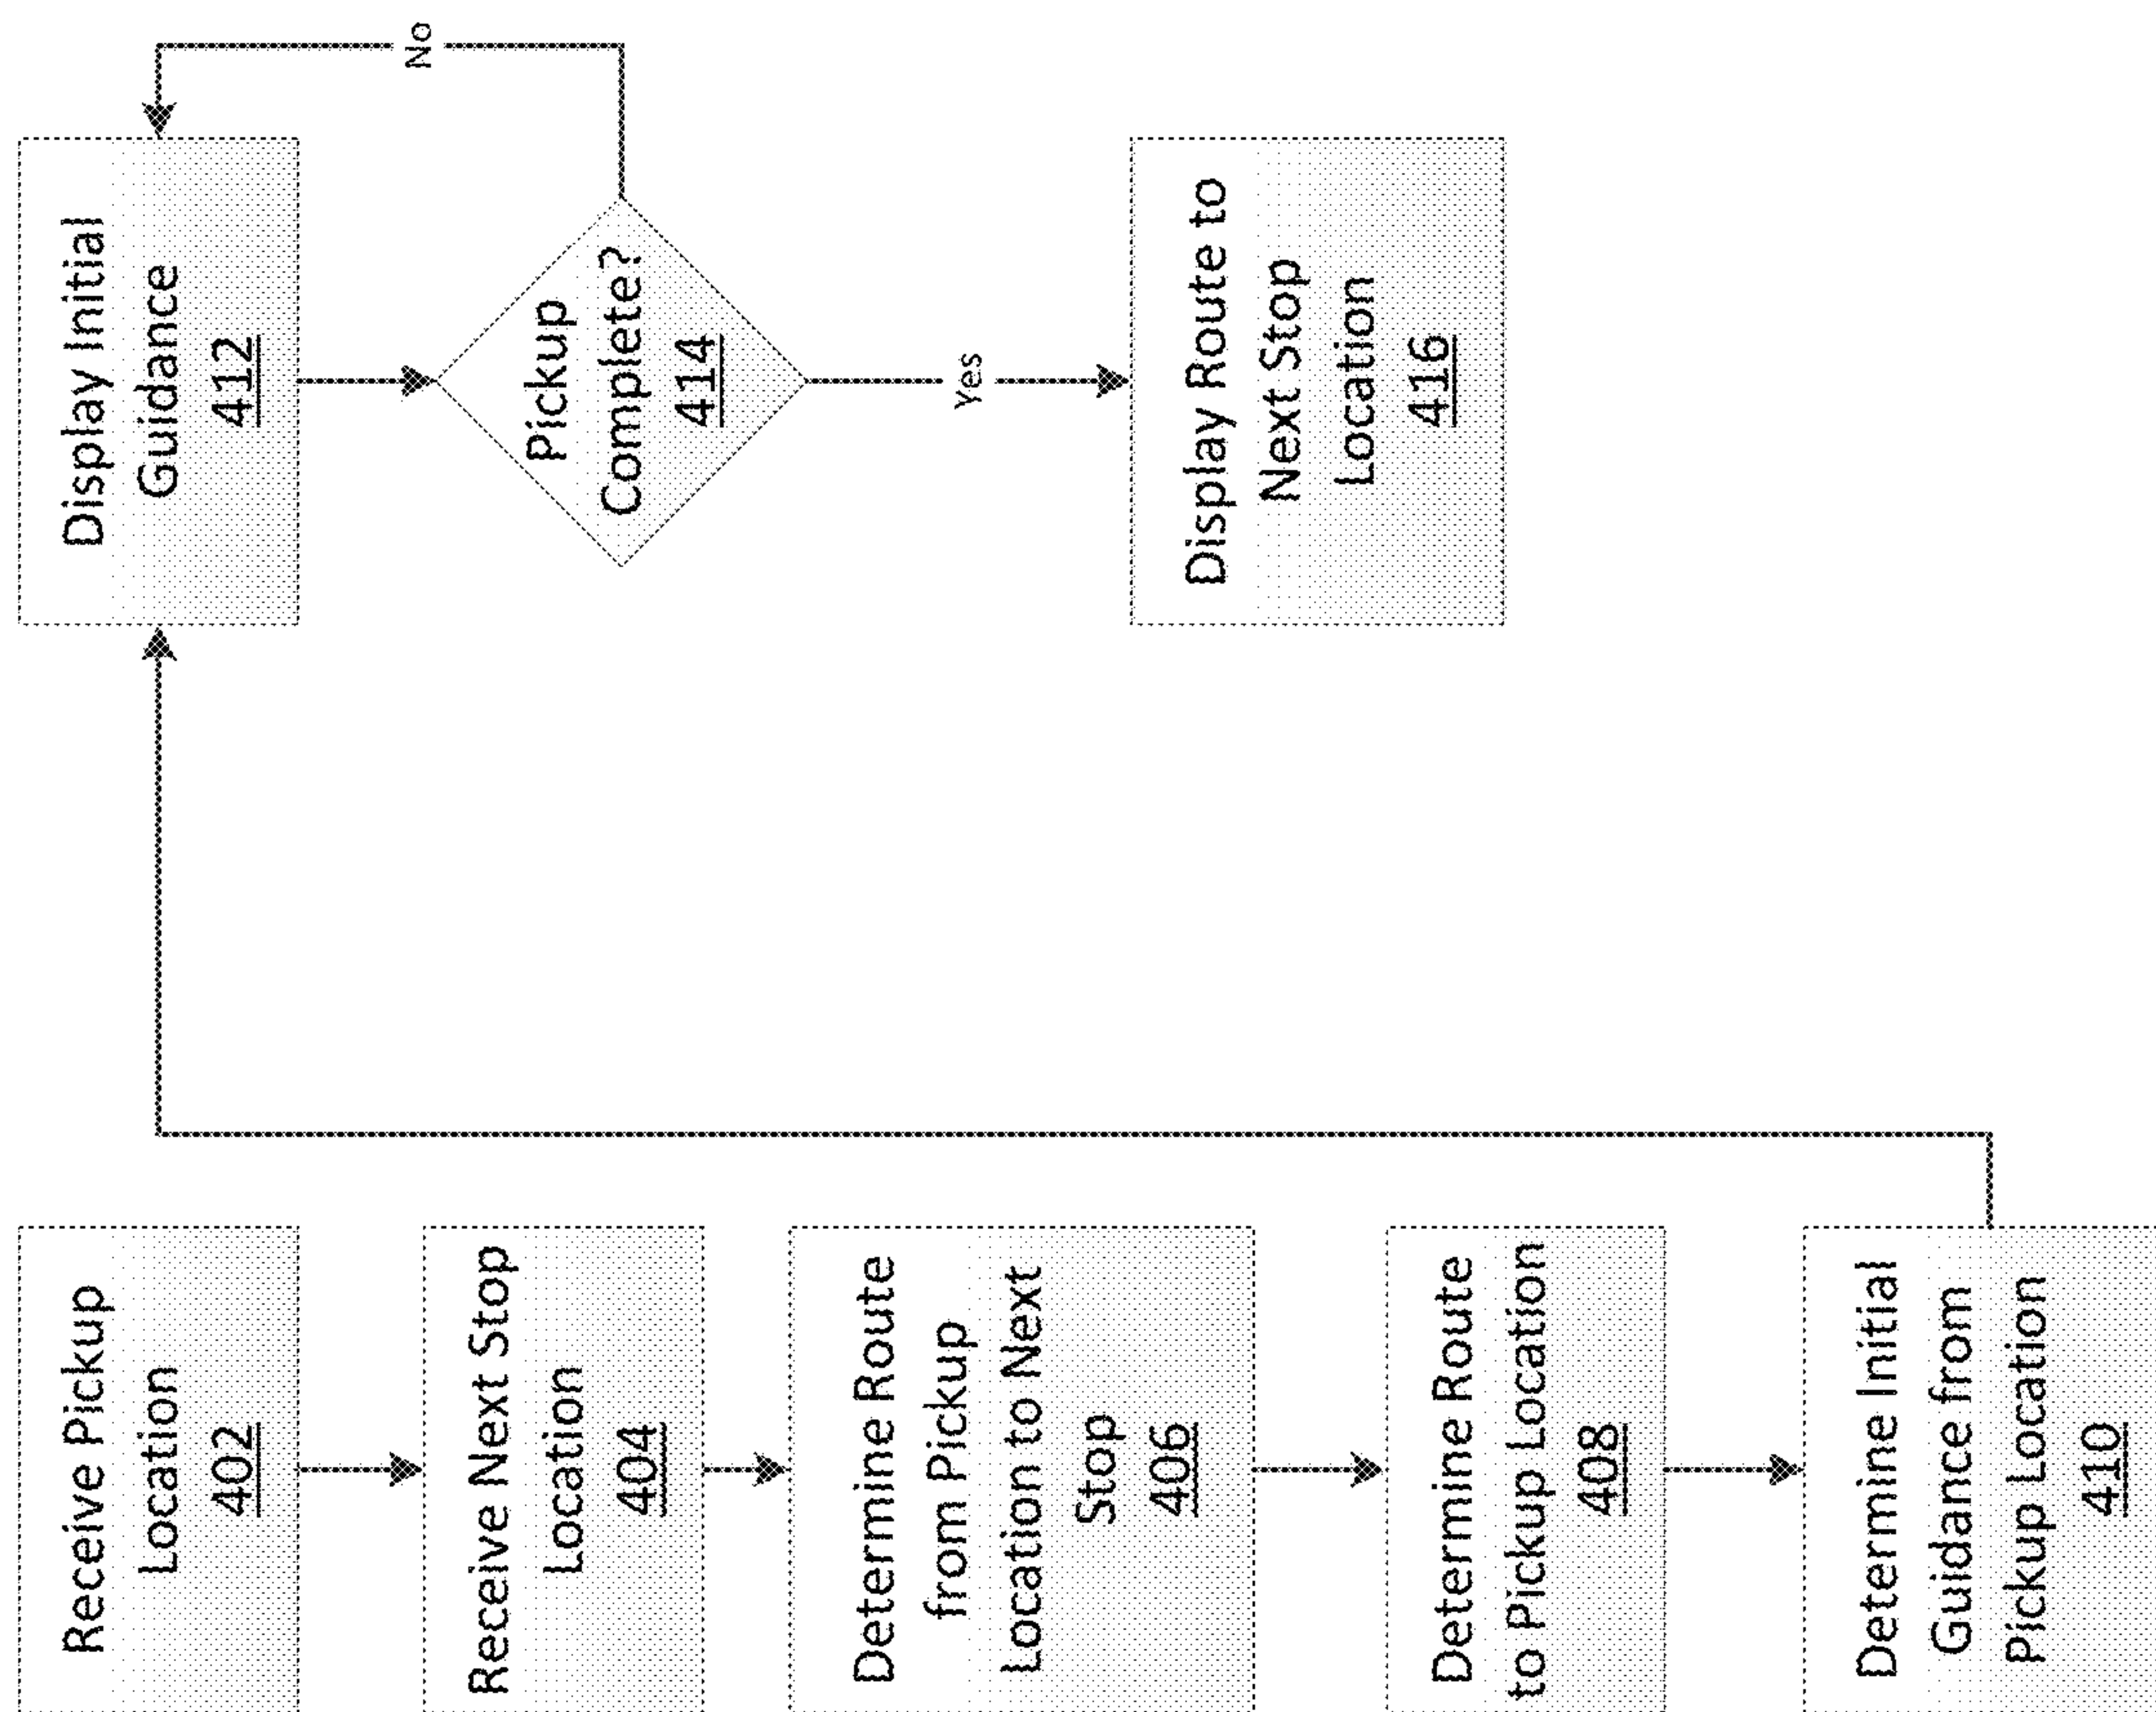 Receive Pickup
Location
402
Receive Next Stop
Location
404
Determine Route
from Pickup
Location to Next
Stop
406
Determine Route
to Pickup Location
408
Determine Initial
Guidance from
Pickup Location
410
Display Initial
Guidance
412
Pickup
Complete?
414
No
Yes
Display Route to
Next Stop
Location
416